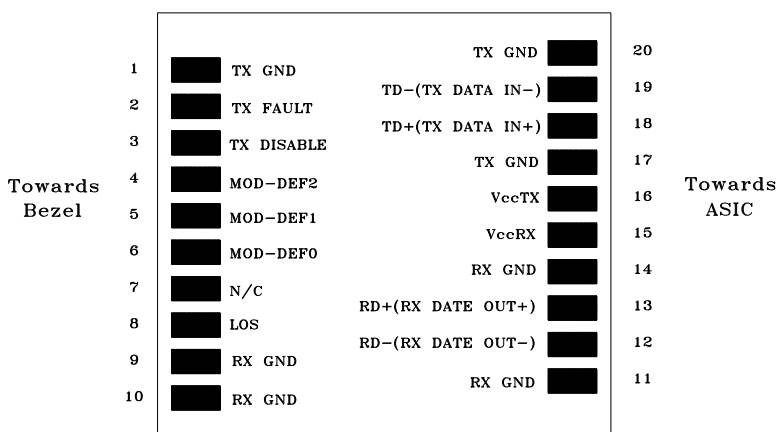 1 TX GND
2 TX FAULT
3 TX DISABLE
4 MOD-DEF2
5 MOD-DEF1
6 MOD-DEF0
7 N/C
8 LOS
9 RX GND
10 RX GND
Towards
Bezel
TX GND 20
TD-(TX DATA IN-) 19
TD+(TX DATA IN+) 18
TX GND 17
VccTX 16
VccRX 15
RX GND 14
RD+(RX DATE OUT+) 13
RD-(RX DATE OUT-) 12
RX GND 11
Towards
ASIC